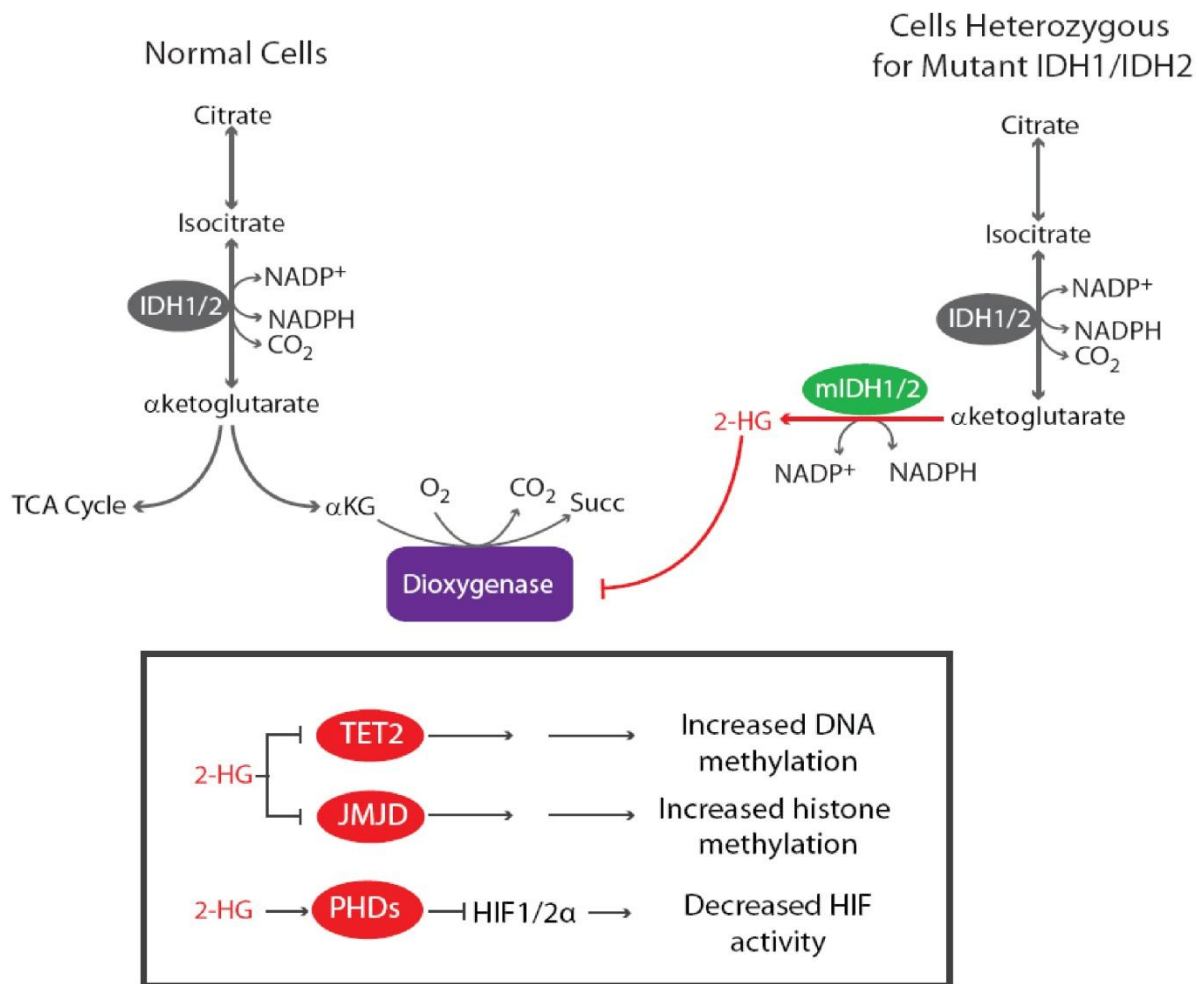 Normal Cells
Citrate
Isocitrate
NADP⁺
IDH1/2
NADPH
CO₂
αketoglutarate
TCA Cycle
αKG
O₂
CO₂
Succ
Dioxygenase
Cells Heterozygous
for Mutant IDH1/IDH2
Citrate
Isocitrate
NADP⁺
IDH1/2
NADPH
CO₂
mIDH1/2
2-HG
αketoglutarate
NADP⁺
NADPH
2-HG
TET2
Increased DNA
methylation
JMJD
Increased histone
methylation
2-HG
PHDs
HIF1/2α
Decreased HIF
activity